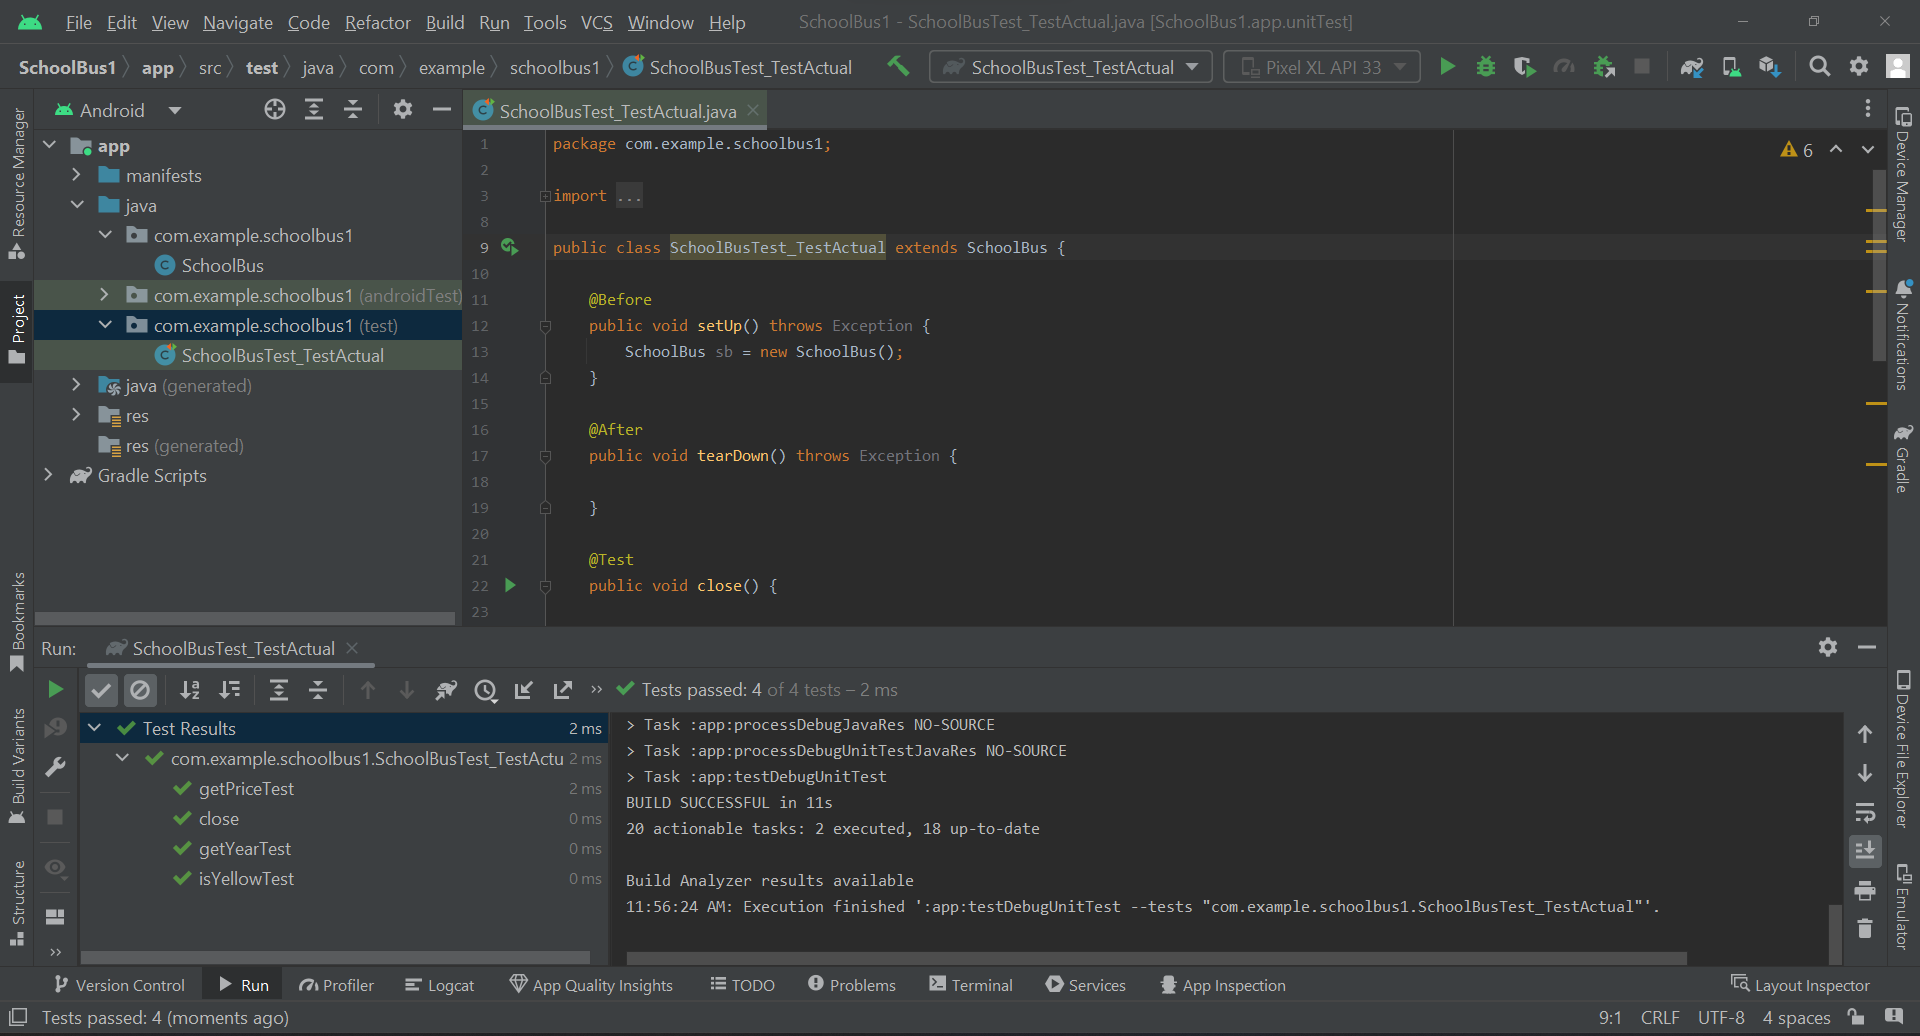 File Edit View Navigate Code Refactor Build Run Tools VCS Window Help SchoolBus1 - SchoolBusTest_TestActual.java [SchoolBus1.app.unitTest]
SchoolBus1 app src test java com example schoolbus1 SchoolBusTest_TestActual SchoolBusTest_TestActual Pixel XL API 33
Resource Manager
Project
Bookmarks
Build Variants
Structure
Android
app
manifests
java
com.example.schoolbus1
SchoolBus
com.example.schoolbus1 (androidTest)
com.example.schoolbus1 (test)
SchoolBusTest_TestActual
java (generated)
res
res (generated)
Gradle Scripts
SchoolBusTest_TestActual.java
6
1 package com.example.schoolbus1;
2
3 import ...
8
9 public class SchoolBusTest_TestActual extends SchoolBus {
10
11 @Before
12 public void setUp() throws Exception {
13 SchoolBus sb = new SchoolBus();
14 }
15
16 @After
17 public void tearDown() throws Exception {
18
19 }
20
21 @Test
22 public void close() {
23
Device Manager
Notifications
Gradle
Device File Explorer
Emulator
Run: SchoolBusTest_TestActual
Tests passed: 4 of 4 tests – 2 ms
Test Results 2 ms
com.example.schoolbus1.SchoolBusTest_TestActu 2 ms
getPriceTest 2 ms
close 0 ms
getYearTest 0 ms
isYellowTest 0 ms
> Task :app:processDebugJavaRes NO-SOURCE
> Task :app:processDebugUnitTestJavaRes NO-SOURCE
> Task :app:testDebugUnitTest
BUILD SUCCESSFUL in 11s
20 actionable tasks: 2 executed, 18 up-to-date
Build Analyzer results available
11:56:24 AM: Execution finished ':app:testDebugUnitTest --tests "com.example.schoolbus1.SchoolBusTest_TestActual"'.
Version Control Run Profiler Logcat App Quality Insights TODO Problems Terminal Services App Inspection Layout Inspector
Tests passed: 4 (moments ago) 9:1 CRLF UTF-8 4 spaces